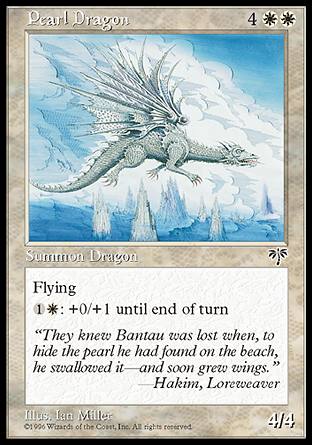 Pearl Dragon 4
Summon Dragon
Flying
1 : +0/+1 until end of turn
“They knew Bantau was lost when, to
hide the pearl he had found on the beach,
he swallowed it—and soon grew wings.”
—Hakim, Loreweaver
Illus. Ian Miller
©1996 Wizards of the Coast, Inc. All rights reserved.
4/4